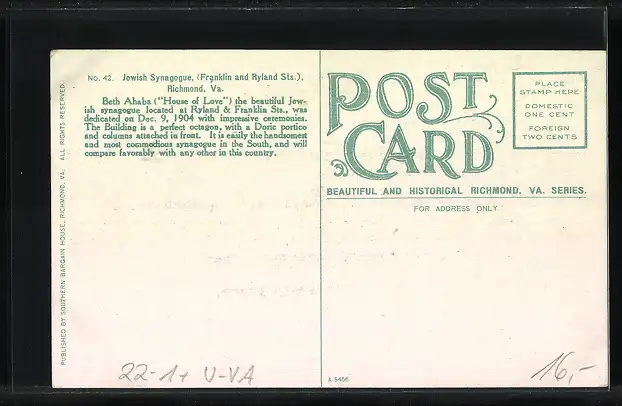 No. 42. Jewish Synagogue, (Franklin and Ryland Sts.),
Richmond, Va.
Beth Ahaba ("House of Love") the beautiful Jew-
ish synagogue located at Ryland & Franklin Sts., was
dedicated on Dec. 9, 1904 with impressive ceremonies.
The Building is a perfect octagon, with a Doric portico
and columns attached in front. It is easily the handsomest
and most commodious synagogue in the South, and will
compare favorably with any other in this country.
PUBLISHED BY SOUTHERN BARGAIN HOUSE, RICHMOND, VA. ALL RIGHTS RESERVED.
22-1+ U-VA
POST
CARD
PLACE
STAMP HERE
DOMESTIC
ONE CENT
FOREIGN
TWO CENTS
BEAUTIFUL AND HISTORICAL RICHMOND, VA. SERIES.
FOR ADDRESS ONLY
A-5466
16,-